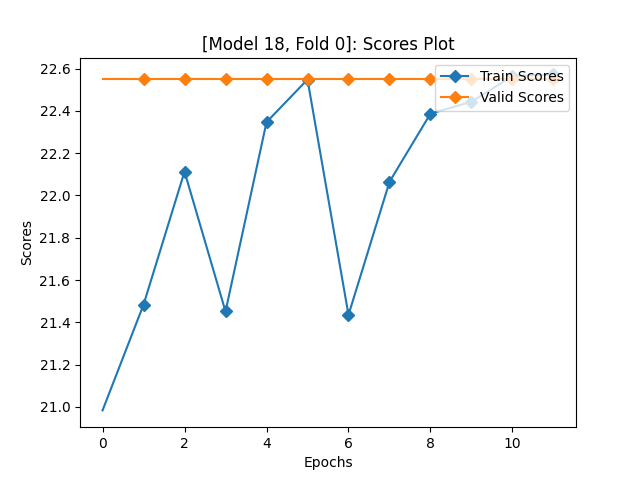 [Model 18, Fold 0]: Scores Plot
Train Scores
Valid Scores
22.6
22.4
22.2
22.0
21.8
21.6
21.4
21.2
21.0
Scores
0 2 4 6 8 10
Epochs